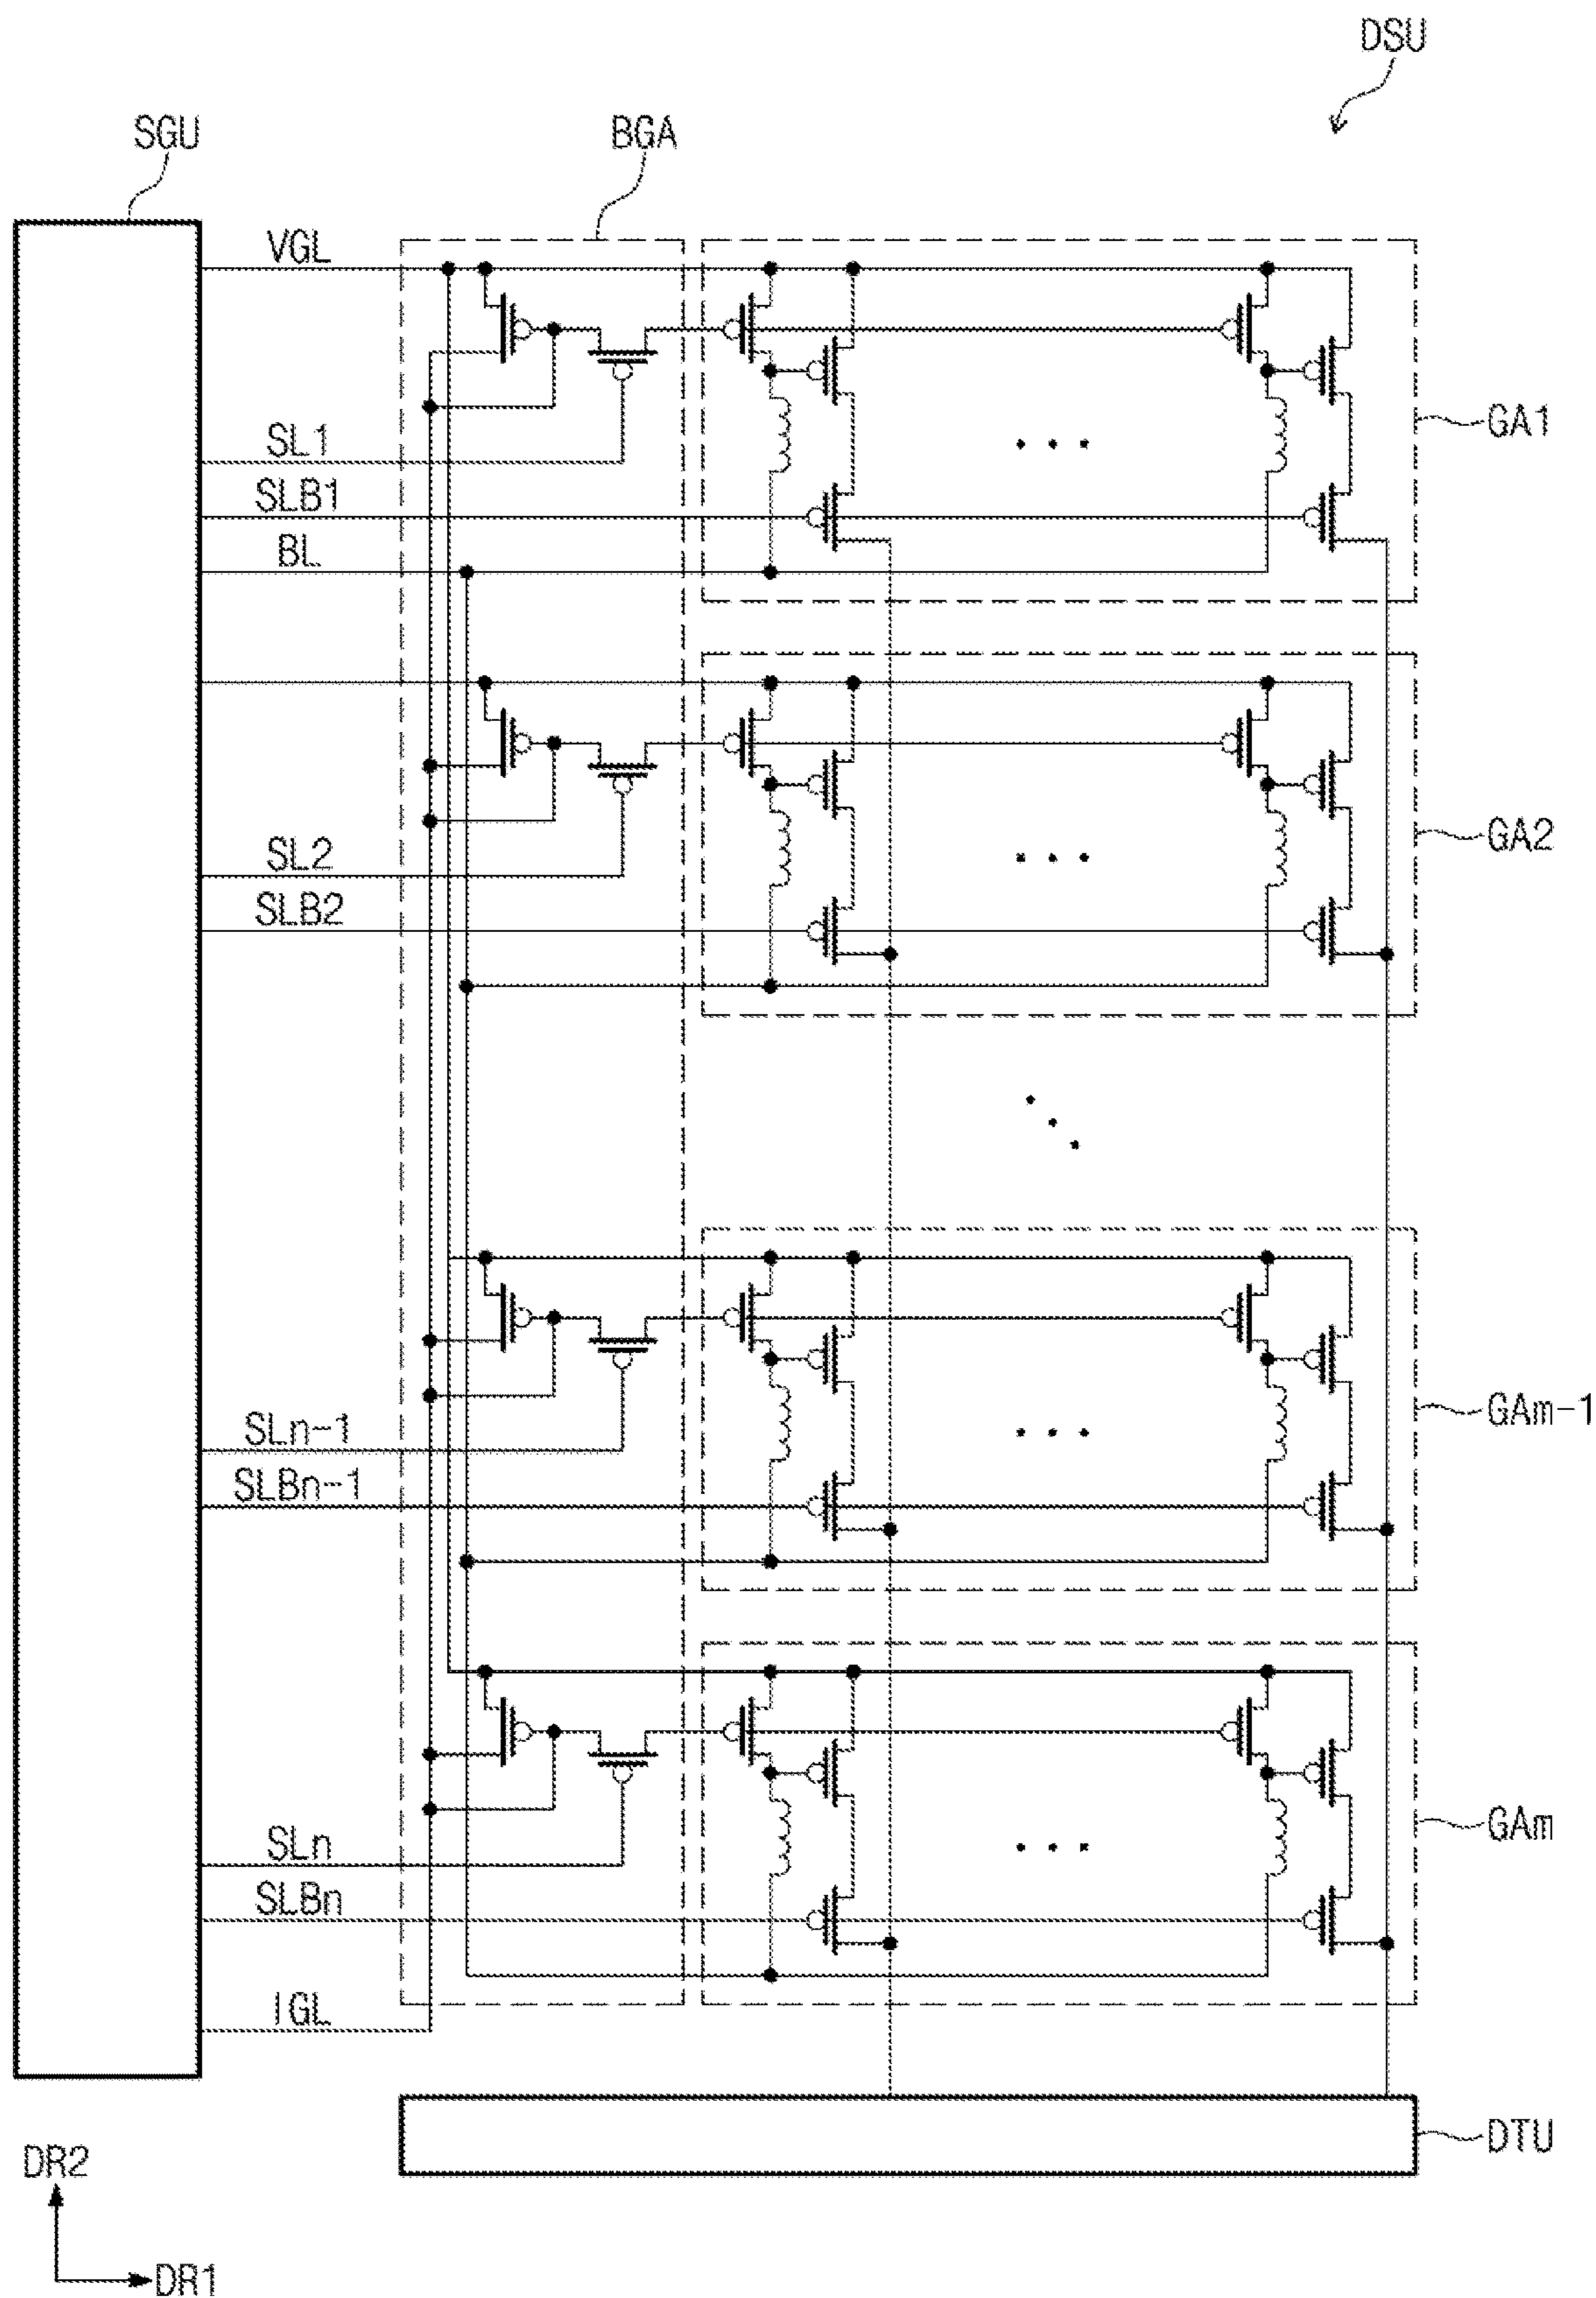 DSU
SGU
BGA
VGL
SL1
GA1
SLB1
BL
SL2
GA2
SLB2
SLn-1
GAm-1
SLBn-1
SLn
GAm
SLBn
IGL
DTU
DR2
DR1